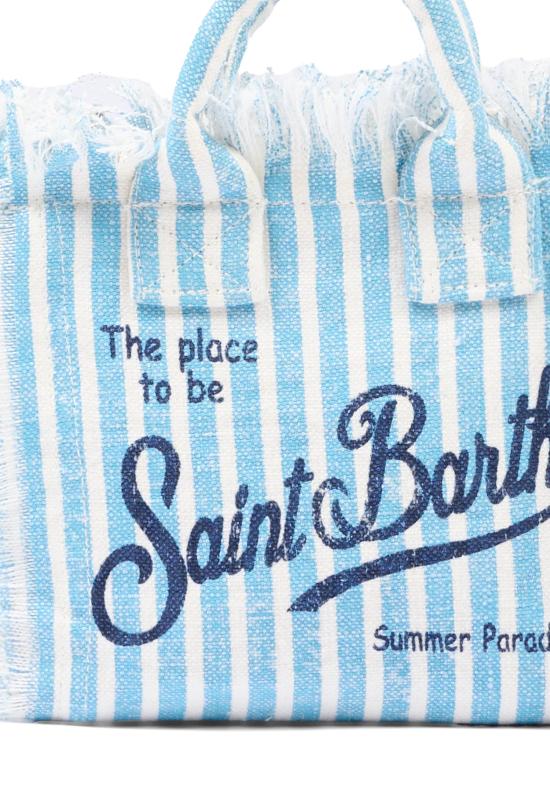 The place
to be
Saint Barth
Summer Parad